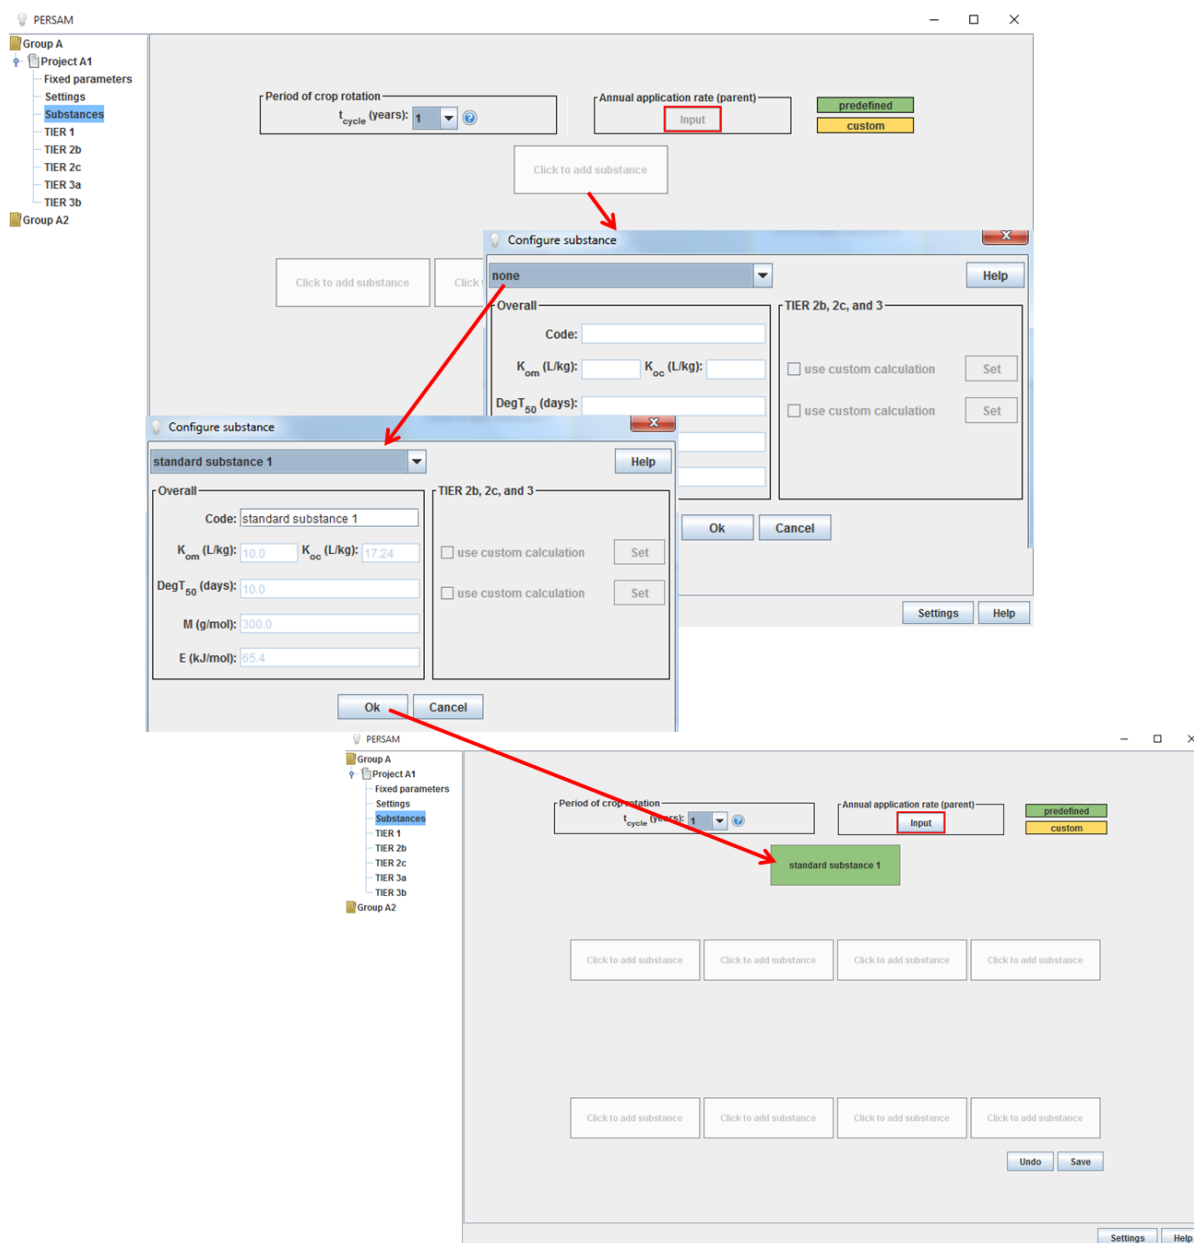 PERSAM
Group A
Project A1
Fixed parameters
Settings
Substances
TIER 1
TIER 2b
TIER 2c
TIER 3a
TIER 3b
Group A2
Period of crop rotation
tcycle (years): 1
Annual application rate (parent)
Input
predefined
custom
Click to add substance
Click to add substance
Click
Configure substance
none
Help
Overall
Code:
Kom (L/kg): Koc (L/kg):
DegT50 (days):
TIER 2b, 2c, and 3
use custom calculation Set
use custom calculation Set
Ok Cancel
Settings Help
Configure substance
standard substance 1
Help
Overall
Code: standard substance 1
Kom (L/kg): 10.0 Koc (L/kg): 17.24
DegT50 (days): 10.0
M (g/mol): 300.0
E (kJ/mol): 65.4
TIER 2b, 2c, and 3
use custom calculation Set
use custom calculation Set
Ok Cancel
PERSAM
Group A
Project A1
Fixed parameters
Settings
Substances
TIER 1
TIER 2b
TIER 2c
TIER 3a
TIER 3b
Group A2
Period of crop rotation
tcycle (years): 1
Annual application rate (parent)
Input
predefined
custom
standard substance 1
Click to add substance Click to add substance Click to add substance Click to add substance
Click to add substance Click to add substance Click to add substance Click to add substance
Undo Save
Settings Help